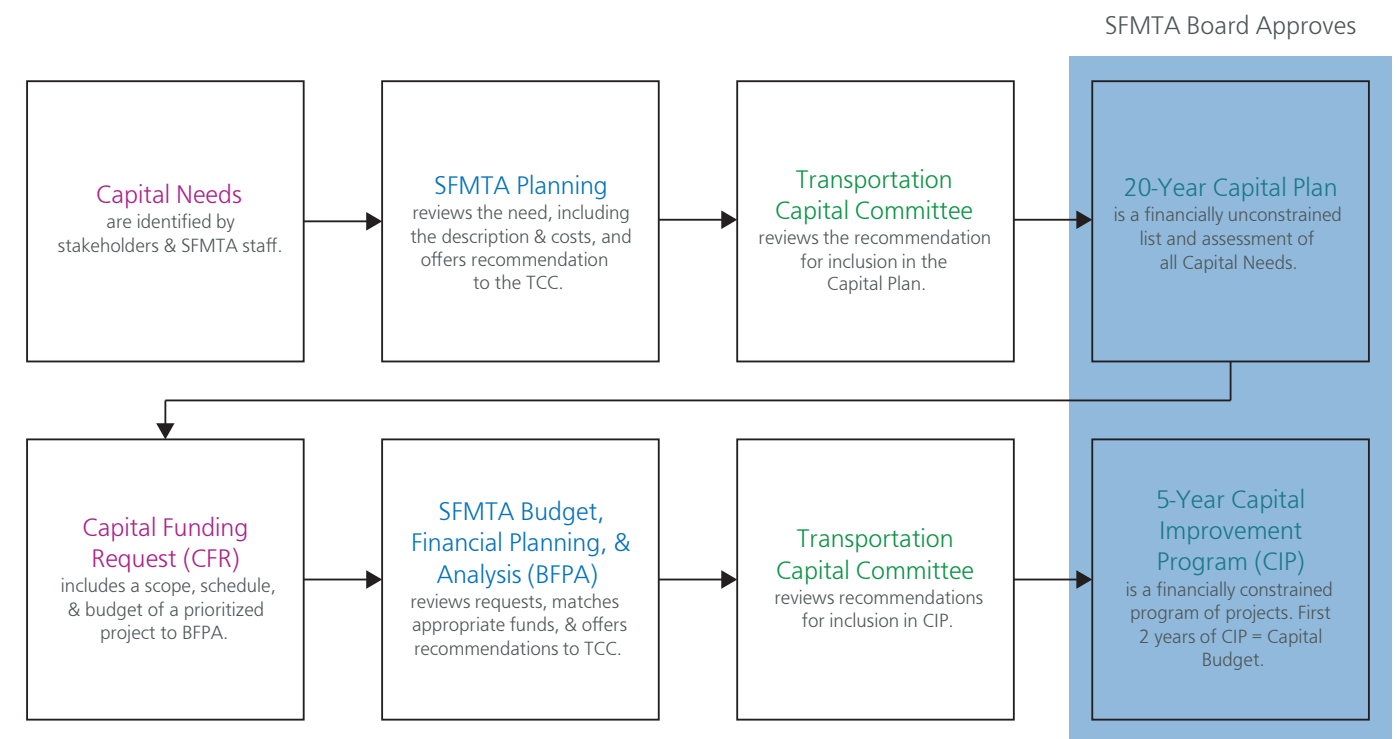 SFMTA Board Approves
Capital Needs
are identified by
stakeholders & SFMTA staff.
SFMTA Planning
reviews the need, including
the description & costs, and
offers recommendation
to the TCC.
Transportation
Capital Committee
reviews the recommendation
for inclusion in the
Capital Plan.
20-Year Capital Plan
is a financially unconstrained
list and assessment of
all Capital Needs.
Capital Funding
Request (CFR)
includes a scope, schedule,
& budget of a prioritized
project to BFPA.
SFMTA Budget,
Financial Planning, &
Analysis (BFPA)
reviews requests, matches
appropriate funds, & offers
recommendations to TCC.
Transportation
Capital Committee
reviews recommendations
for inclusion in CIP.
5-Year Capital
Improvement
Program (CIP)
is a financially constrained
program of projects. First
2 years of CIP = Capital
Budget.